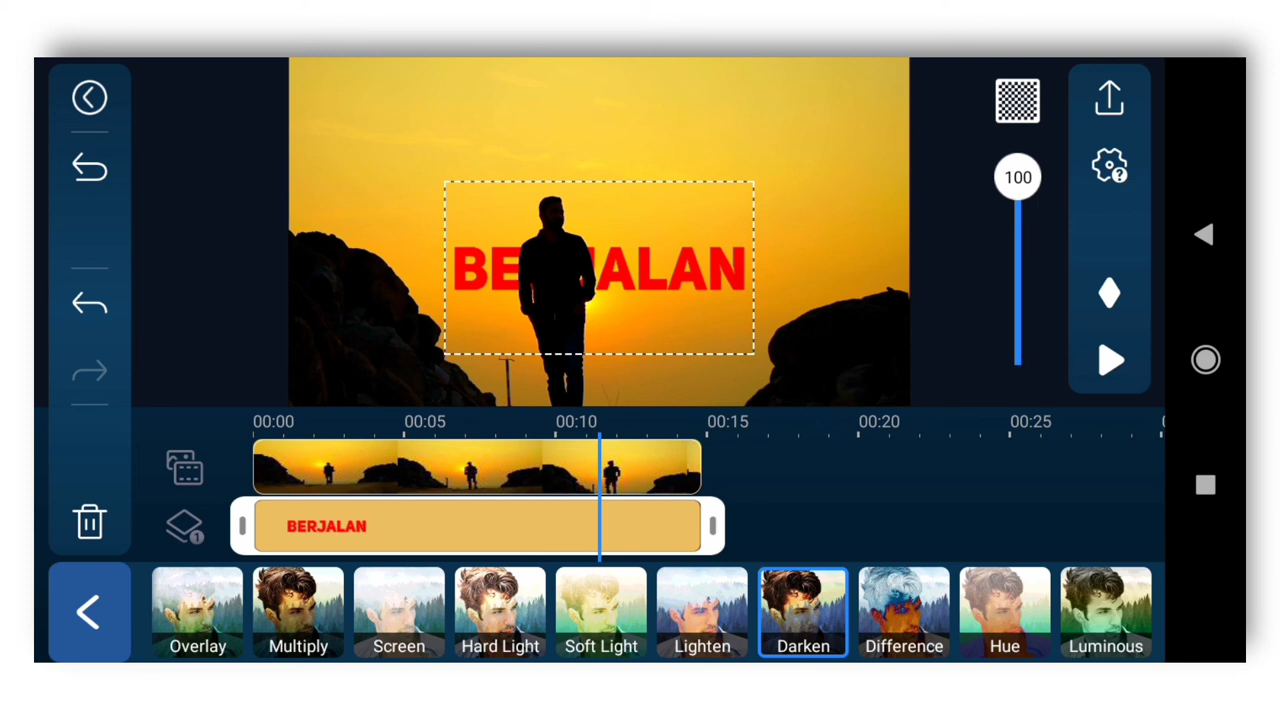 100
BERJALAN
00:00 00:05 00:10 00:15 00:20 00:25
BERJALAN
1
Overlay Multiply Screen Hard Light Soft Light Lighten Darken Difference Hue Luminous